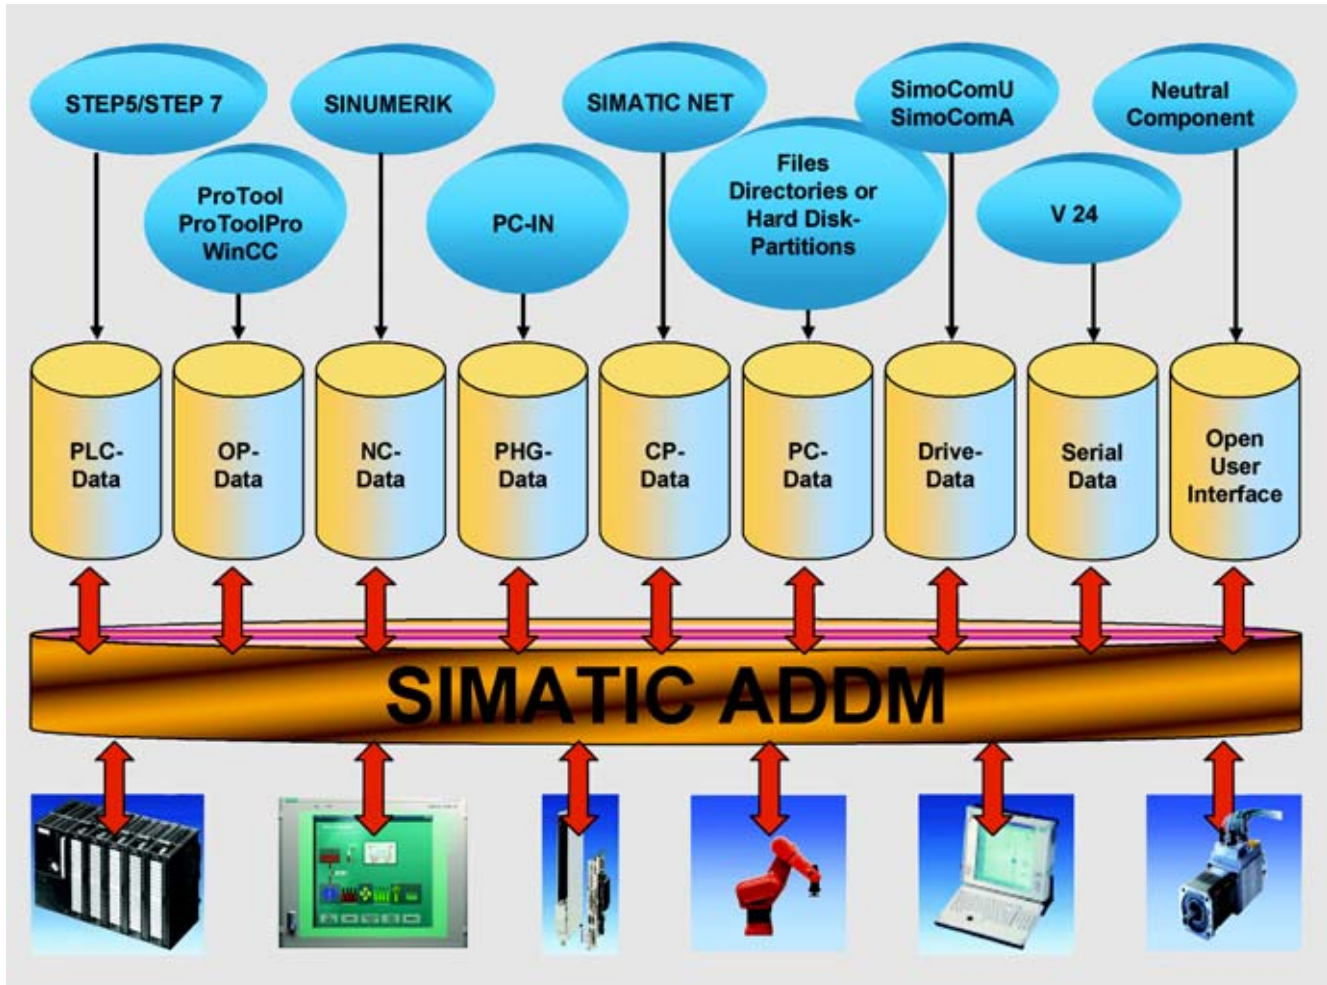 STEP5/STEP 7
SINUMERIK
SIMATIC NET
SimoComU
SimoComA
Neutral
Component
ProTool
ProToolPro
WinCC
PC-IN
Files
Directories or
Hard Disk-
Partitions
V 24
PLC-
Data
OP-
Data
NC-
Data
PHG-
Data
CP-
Data
PC-
Data
Drive-
Data
Serial
Data
Open
User
Interface
SIMATIC ADDM